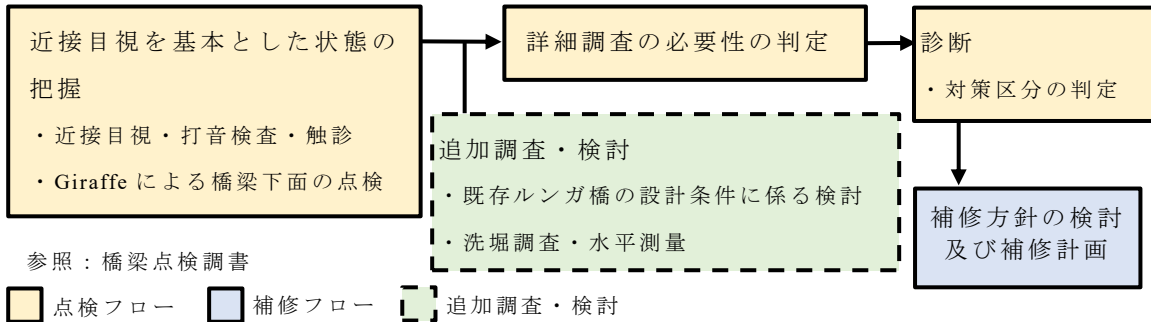 近接目視を基本とした状態の
把握
・近接目視・打音検査・触診
・Giraffeによる橋梁下面の点検
詳細調査の必要性の判定
診断
・対策区分の判定
追加調査・検討
・既存ルンガ橋の設計条件に係る検討
・洗堀調査・水平測量
補修方針の検討
及び補修計画
参照：橋梁点検調書
点検フロー
補修フロー
追加調査・検討